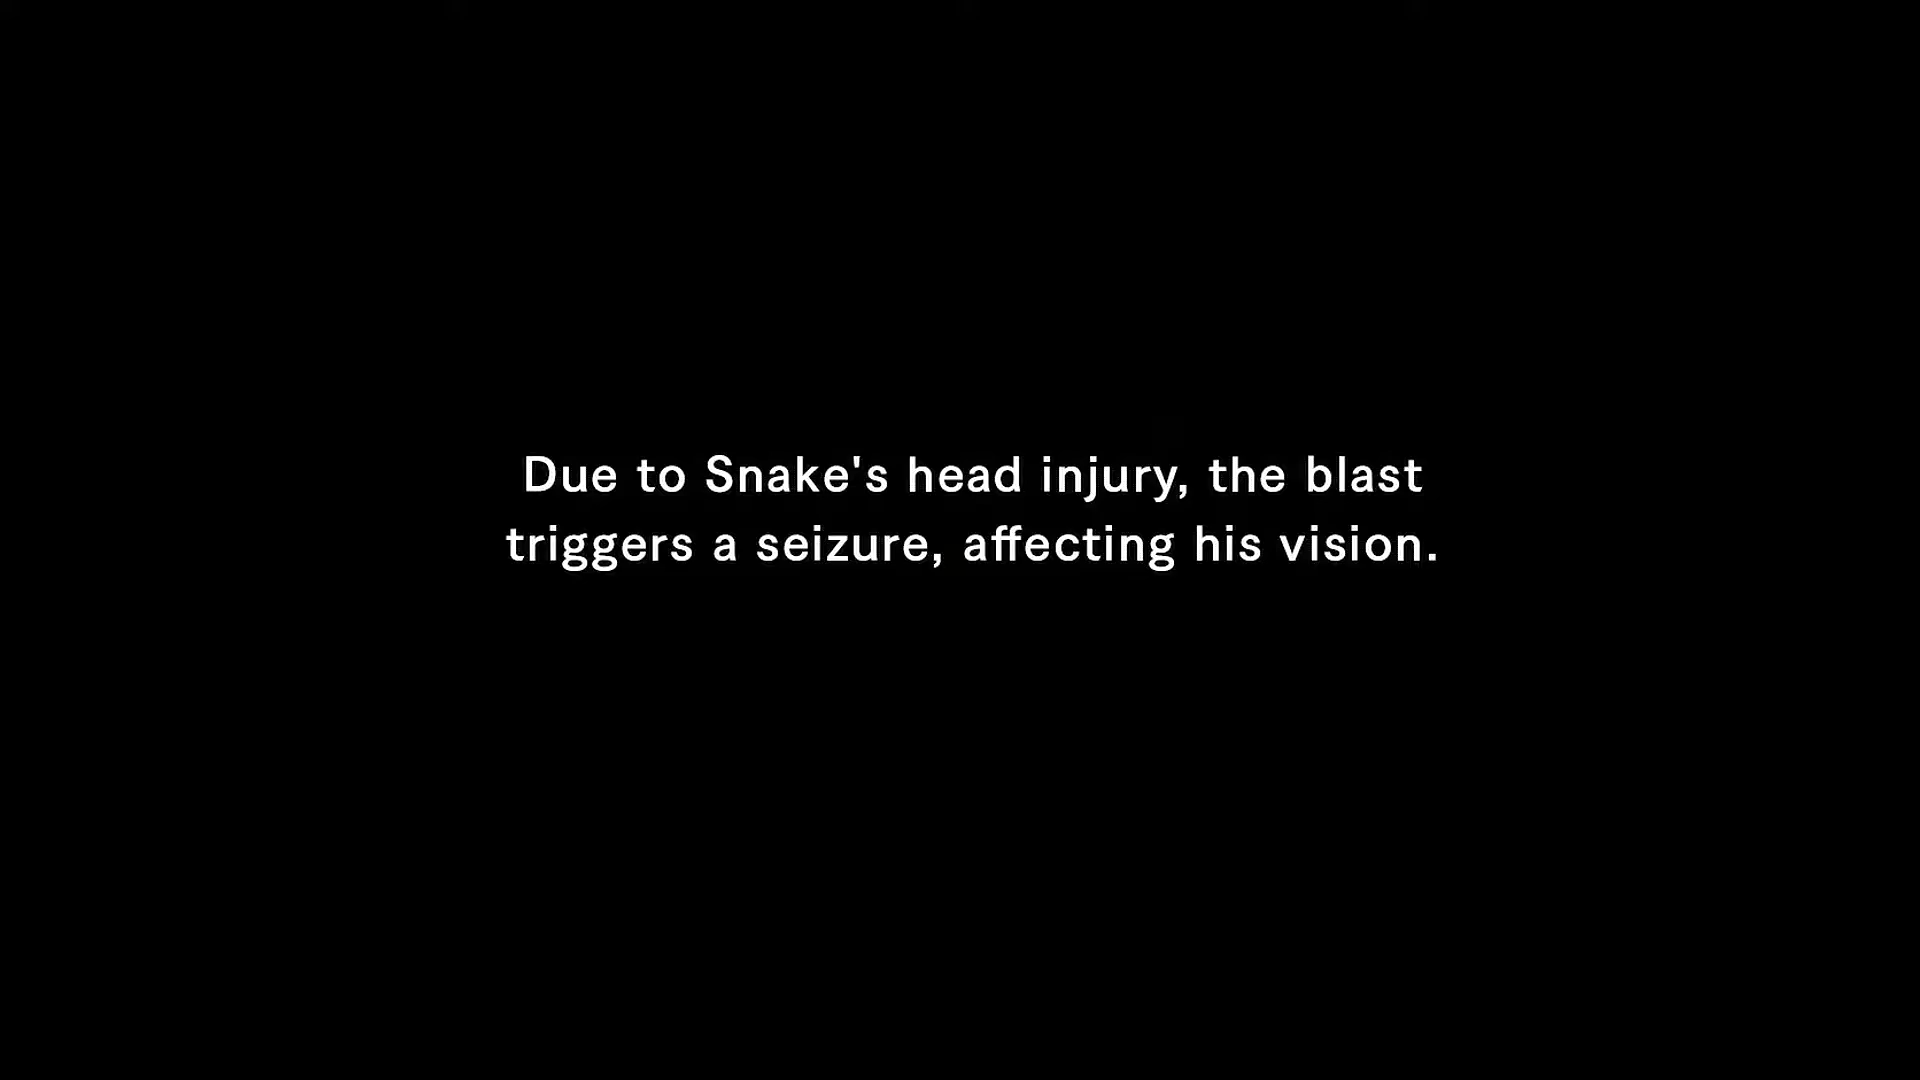 Due to Snake's head injury, the blast
triggers a seizure, affecting his vision.